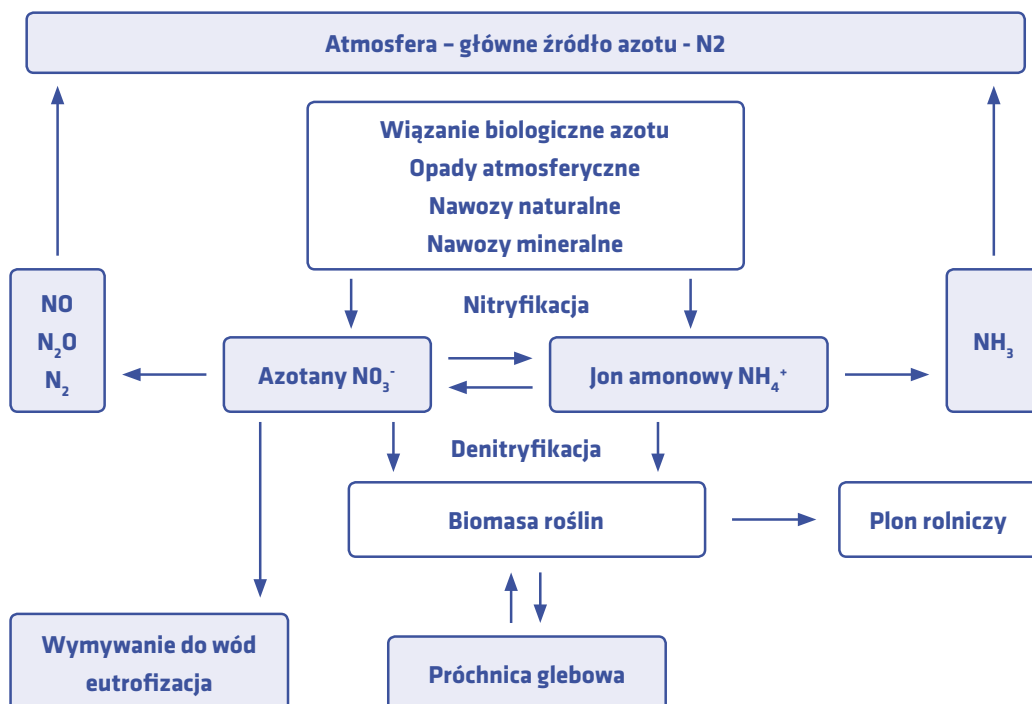 Atmosfera – główne źródło azotu - N2
Wiązanie biologiczne azotu
Opady atmosferyczne
Nawozy naturalne
Nawozy mineralne
NO
N₂O
N₂
Nitryfikacja
NH₃
Azotany N0₃⁻
Jon amonowy NH₄⁺
Denitryfikacja
Biomasa roślin
Plon rolniczy
Wymywanie do wód
eutrofizacja
Próchnica glebowa